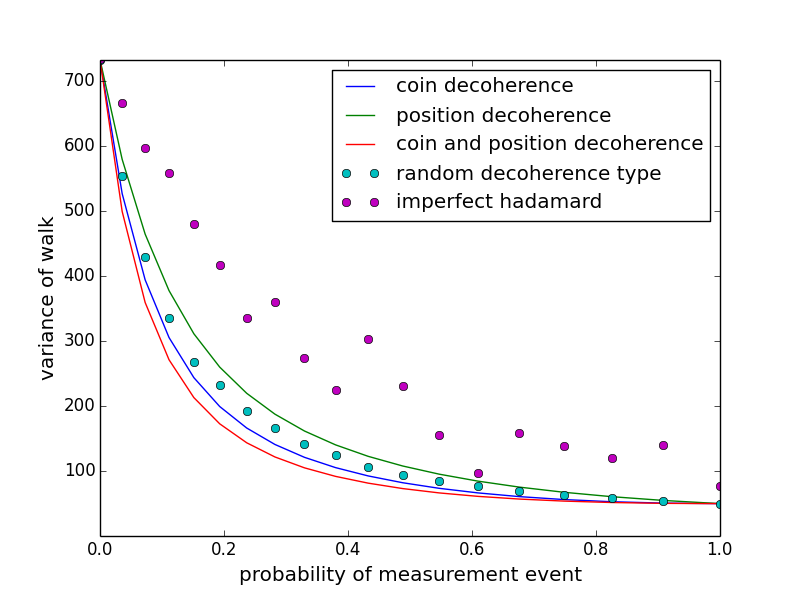 700
600
500
400
300
200
100
0.0
0.2
0.4
0.6
0.8
1.0
variance of walk
probability of measurement event
coin decoherence
position decoherence
coin and position decoherence
random decoherence type
imperfect hadamard